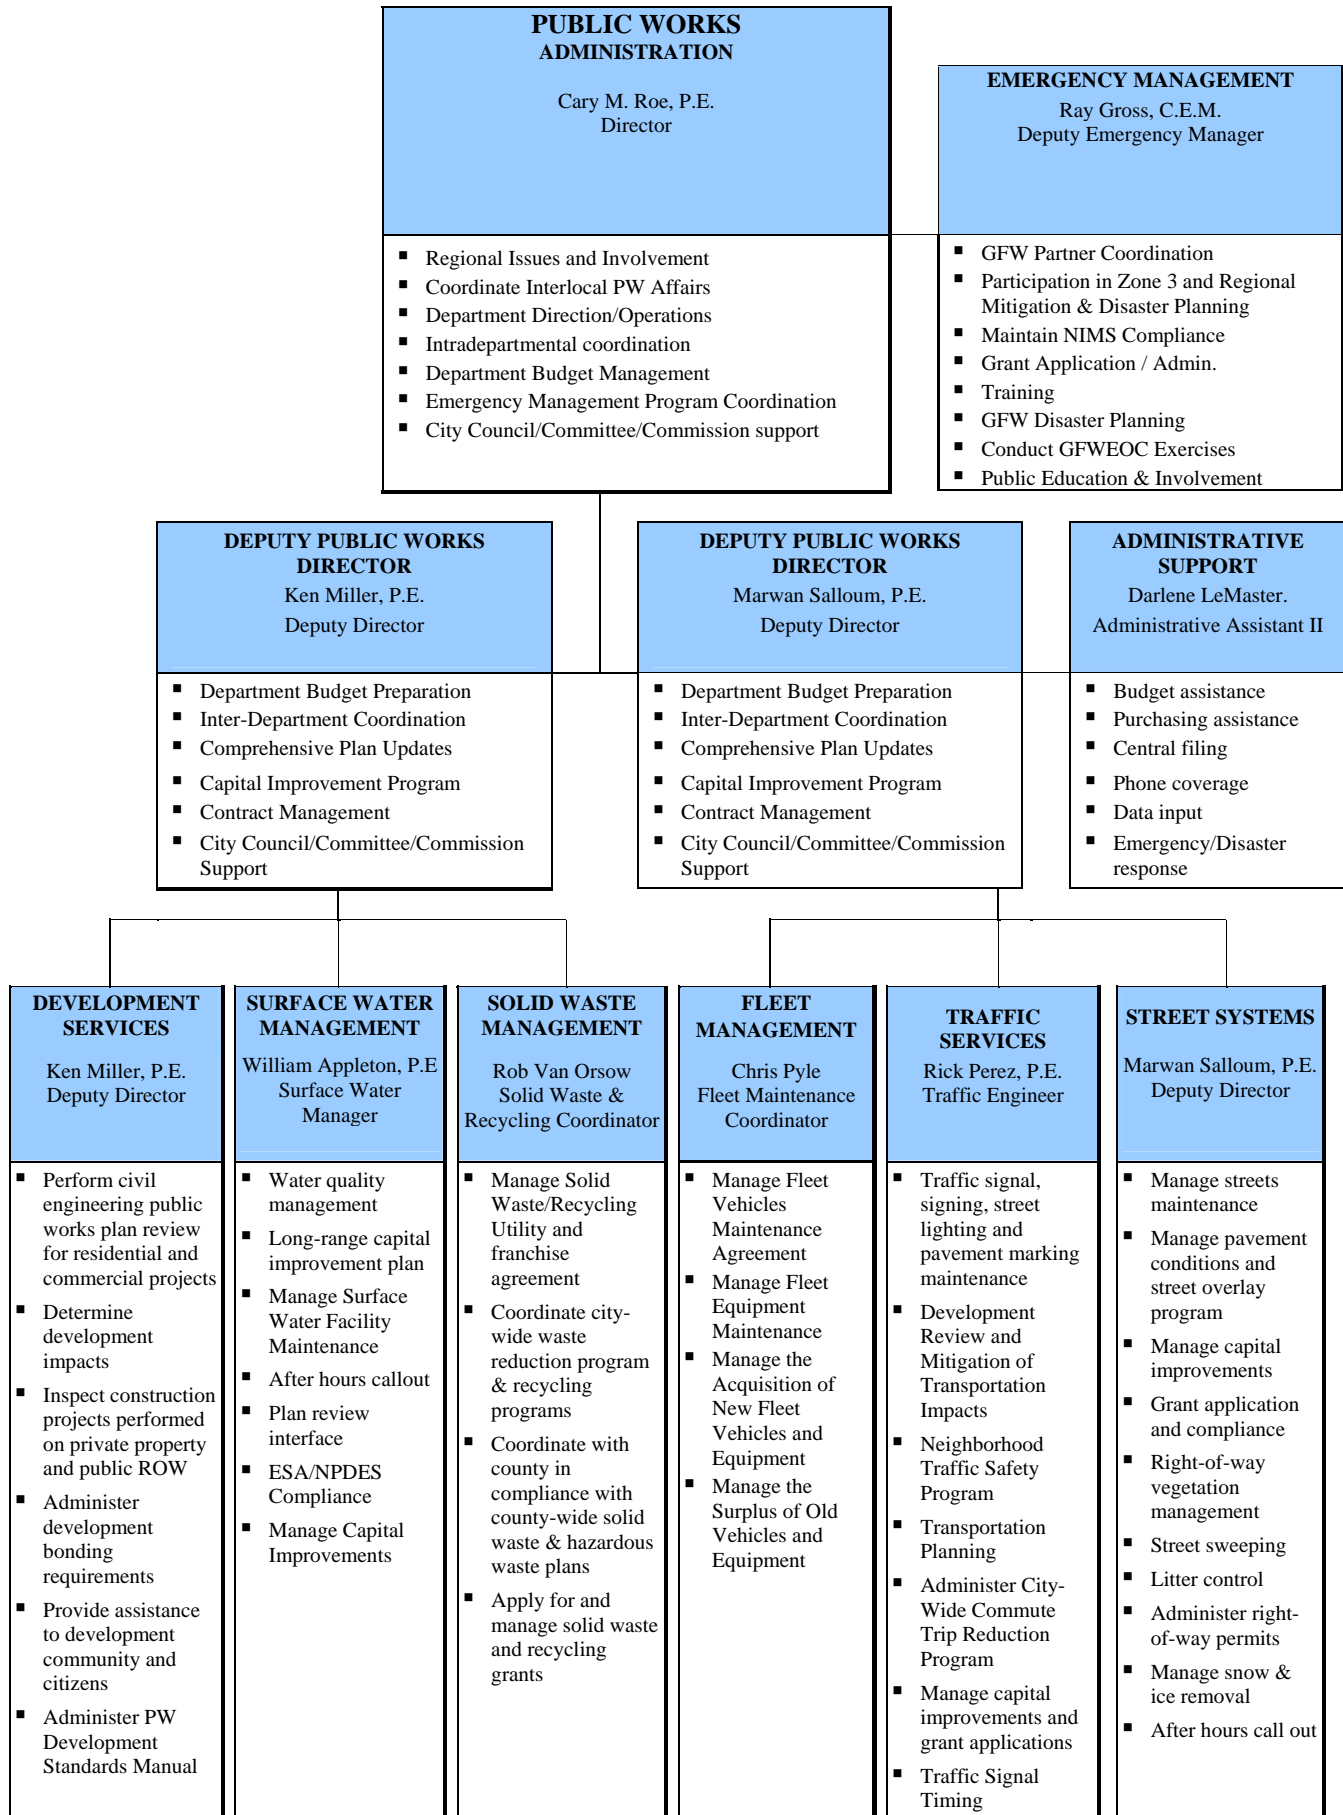 PUBLIC WORKS
ADMINISTRATION
Cary M. Roe, P.E.
Director
▪ Regional Issues and Involvement
▪ Coordinate Interlocal PW Affairs
▪ Department Direction/Operations
▪ Intradepartmental coordination
▪ Department Budget Management
▪ Emergency Management Program Coordination
▪ City Council/Committee/Commission support
EMERGENCY MANAGEMENT
Ray Gross, C.E.M.
Deputy Emergency Manager
▪ GFW Partner Coordination
▪ Participation in Zone 3 and Regional
Mitigation & Disaster Planning
▪ Maintain NIMS Compliance
▪ Grant Application / Admin.
▪ Training
▪ GFW Disaster Planning
▪ Conduct GFWEOC Exercises
▪ Public Education & Involvement
DEPUTY PUBLIC WORKS
DIRECTOR
Ken Miller, P.E.
Deputy Director
▪ Department Budget Preparation
▪ Inter-Department Coordination
▪ Comprehensive Plan Updates
▪ Capital Improvement Program
▪ Contract Management
▪ City Council/Committee/Commission
Support
DEPUTY PUBLIC WORKS
DIRECTOR
Marwan Salloum, P.E.
Deputy Director
▪ Department Budget Preparation
▪ Inter-Department Coordination
▪ Comprehensive Plan Updates
▪ Capital Improvement Program
▪ Contract Management
▪ City Council/Committee/Commission
Support
ADMINISTRATIVE
SUPPORT
Darlene LeMaster.
Administrative Assistant II
▪ Budget assistance
▪ Purchasing assistance
▪ Central filing
▪ Phone coverage
▪ Data input
▪ Emergency/Disaster
response
DEVELOPMENT
SERVICES
Ken Miller, P.E.
Deputy Director
▪ Perform civil
engineering public
works plan review
for residential and
commercial projects
▪ Determine
development
impacts
▪ Inspect construction
projects performed
on private property
and public ROW
▪ Administer
development
bonding
requirements
▪ Provide assistance
to development
community and
citizens
▪ Administer PW
Development
Standards Manual
SURFACE WATER
MANAGEMENT
William Appleton, P.E
Surface Water
Manager
▪ Water quality
management
▪ Long-range capital
improvement plan
▪ Manage Surface
Water Facility
Maintenance
▪ After hours callout
▪ Plan review
interface
▪ ESA/NPDES
Compliance
▪ Manage Capital
Improvements
SOLID WASTE
MANAGEMENT
Rob Van Orsow
Solid Waste &
Recycling Coordinator
▪ Manage Solid
Waste/Recycling
Utility and
franchise
agreement
▪ Coordinate city-
wide waste
reduction program
& recycling
programs
▪ Coordinate with
county in
compliance with
county-wide solid
waste & hazardous
waste plans
▪ Apply for and
manage solid waste
and recycling
grants
FLEET
MANAGEMENT
Chris Pyle
Fleet Maintenance
Coordinator
▪ Manage Fleet
Vehicles
Maintenance
Agreement
▪ Manage Fleet
Equipment
Maintenance
▪ Manage the
Acquisition of
New Fleet
Vehicles and
Equipment
▪ Manage the
Surplus of Old
Vehicles and
Equipment
TRAFFIC
SERVICES
Rick Perez, P.E.
Traffic Engineer
▪ Traffic signal,
signing, street
lighting and
pavement marking
maintenance
▪ Development
Review and
Mitigation of
Transportation
Impacts
▪ Neighborhood
Traffic Safety
Program
▪ Transportation
Planning
▪ Administer City-
Wide Commute
Trip Reduction
Program
▪ Manage capital
improvements and
grant applications
▪ Traffic Signal
Timing
STREET SYSTEMS
Marwan Salloum, P.E.
Deputy Director
▪ Manage streets
maintenance
▪ Manage pavement
conditions and
street overlay
program
▪ Manage capital
improvements
▪ Grant application
and compliance
▪ Right-of-way
vegetation
management
▪ Street sweeping
▪ Litter control
▪ Administer right-
of-way permits
▪ Manage snow &
ice removal
▪ After hours call out